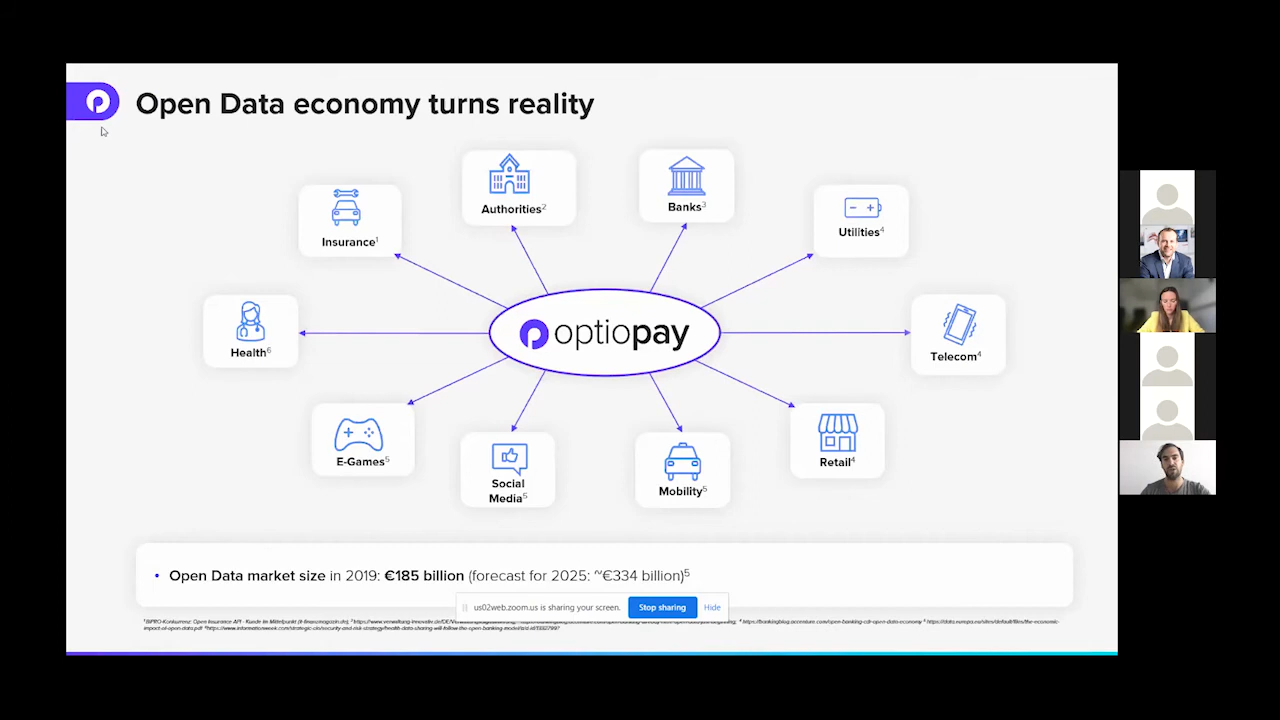 Open Data economy turns reality
Authorities²
Banks³
Insurance¹
Utilities⁴
Health⁶
optiopay
Telecom⁴
E-Games⁵
Social
Media⁵
Mobility⁵
Retail⁴
• Open Data market size in 2019: €185 billion (forecast for 2025: ~€334 billion)⁵
us02web.zoom.us is sharing your screen.
Stop sharing
Hide